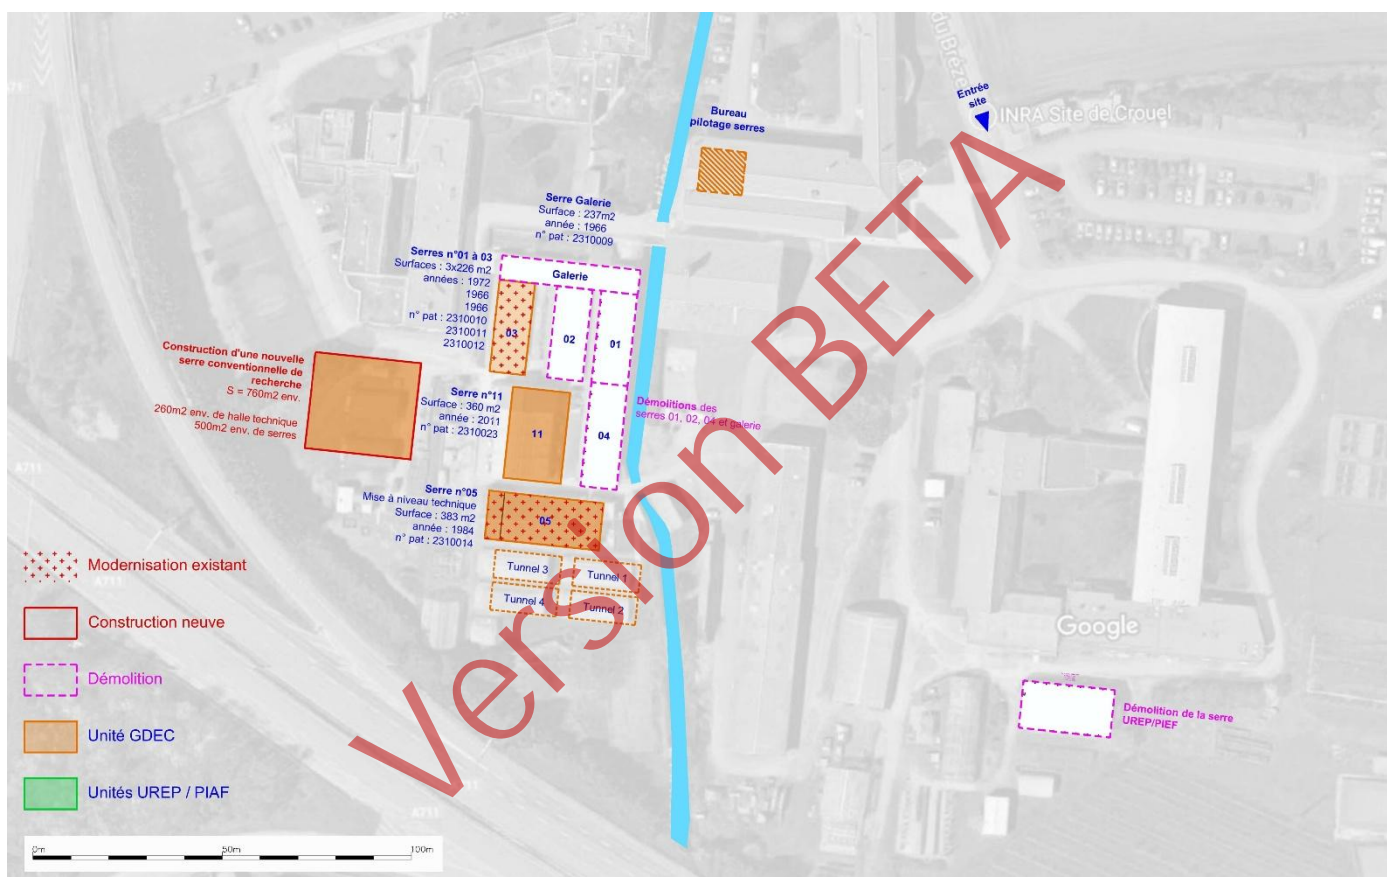 du Brézet
Entrée
site
INRA Site de Crouel
Bureau
pilotage serres
Serre Galerie
Surface : 237m2
année : 1966
n° pat : 2310009
Serres n°01 à 03
Surfaces : 3x226 m2
années : 1972
1966
1966
n° pat : 2310010
2310011
2310012
Galerie
03
02
01
Construction d'une nouvelle
serre conventionnelle de
recherche
S = 760m2 env.
260m2 env. de halle technique
500m2 env. de serres
Serre n°11
Surface : 360 m2
année : 2011
n° pat : 2310023
11
04
Démolitions des
serres 01, 02, 04 et galerie
Serre n°05
Mise à niveau technique
Surface : 383 m2
année : 1984
n° pat : 2310014
05
Tunnel 3
Tunnel 1
Tunnel 4
Tunnel 2
A711
A711
A711
Version BETA
Google
Démolition de la serre
UREP/PIEF
Modernisation existant
Construction neuve
Démolition
Unité GDEC
Unités UREP / PIAF
0m
50m
100m